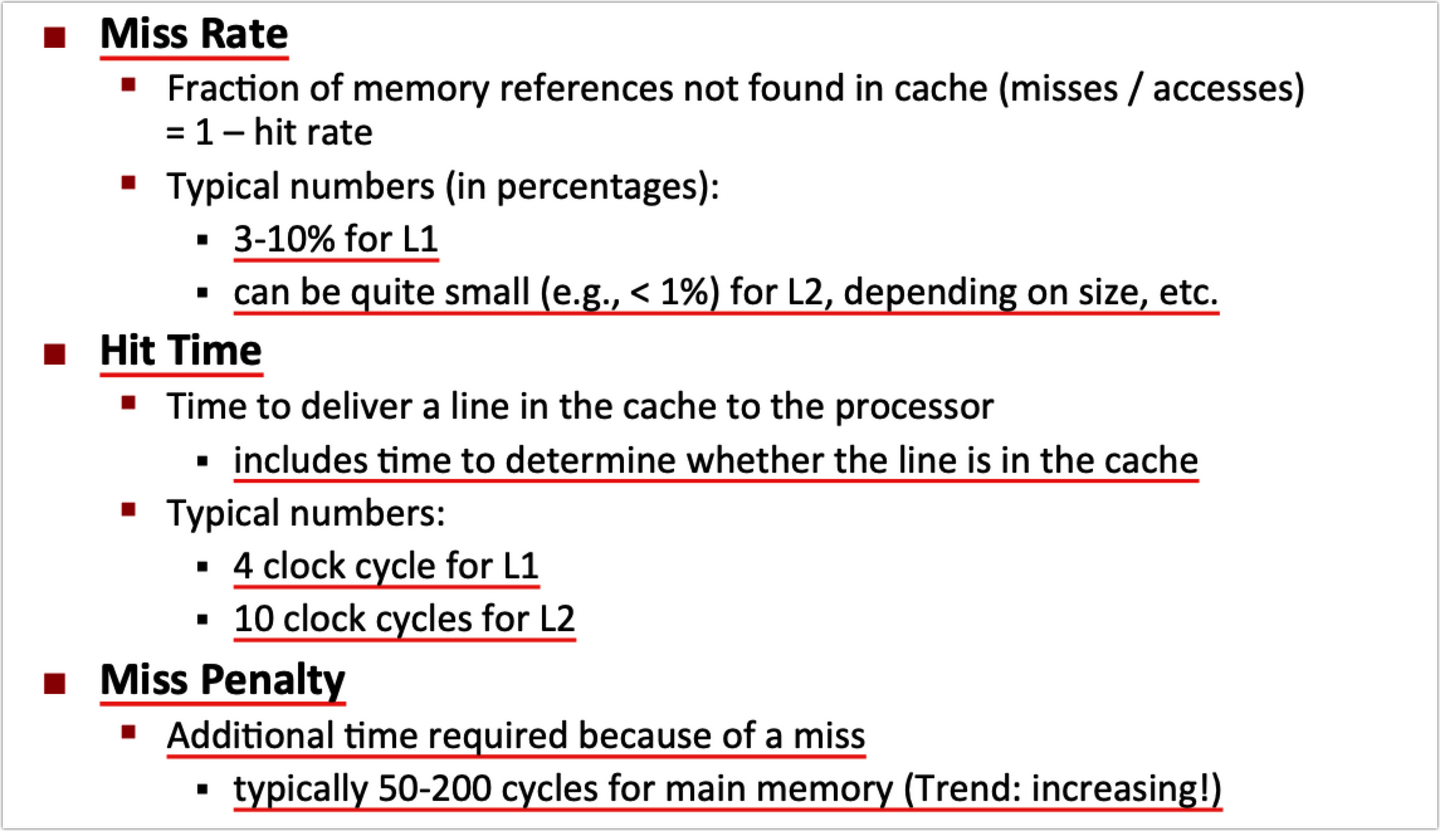 Miss Rate
Fraction of memory references not found in cache (misses / accesses)
= 1 – hit rate
Typical numbers (in percentages):
3-10% for L1
can be quite small (e.g., < 1%) for L2, depending on size, etc.
Hit Time
Time to deliver a line in the cache to the processor
includes time to determine whether the line is in the cache
Typical numbers:
4 clock cycle for L1
10 clock cycles for L2
Miss Penalty
Additional time required because of a miss
typically 50-200 cycles for main memory (Trend: increasing!)